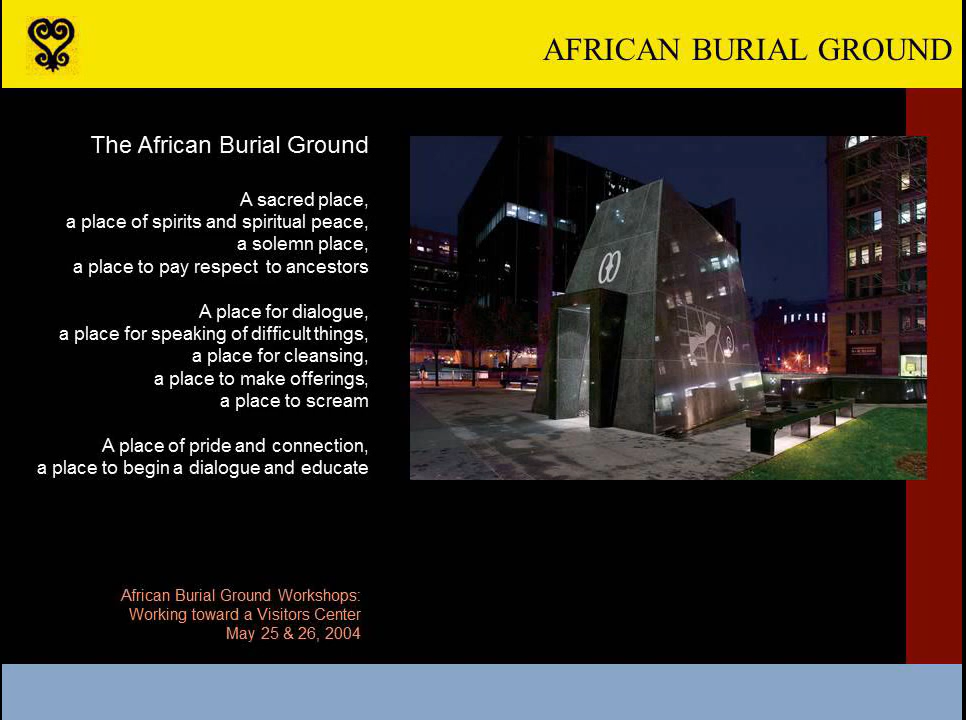 AFRICAN BURIAL GROUND
The African Burial Ground
A sacred place,
a place of spirits and spiritual peace,
a solemn place,
a place to pay respect to ancestors
A place for dialogue,
a place for speaking of difficult things,
a place for cleansing,
a place to make offerings,
a place to scream
A place of pride and connection,
a place to begin a dialogue and educate
African Burial Ground Workshops:
Working toward a Visitors Center
May 25 & 26, 2004